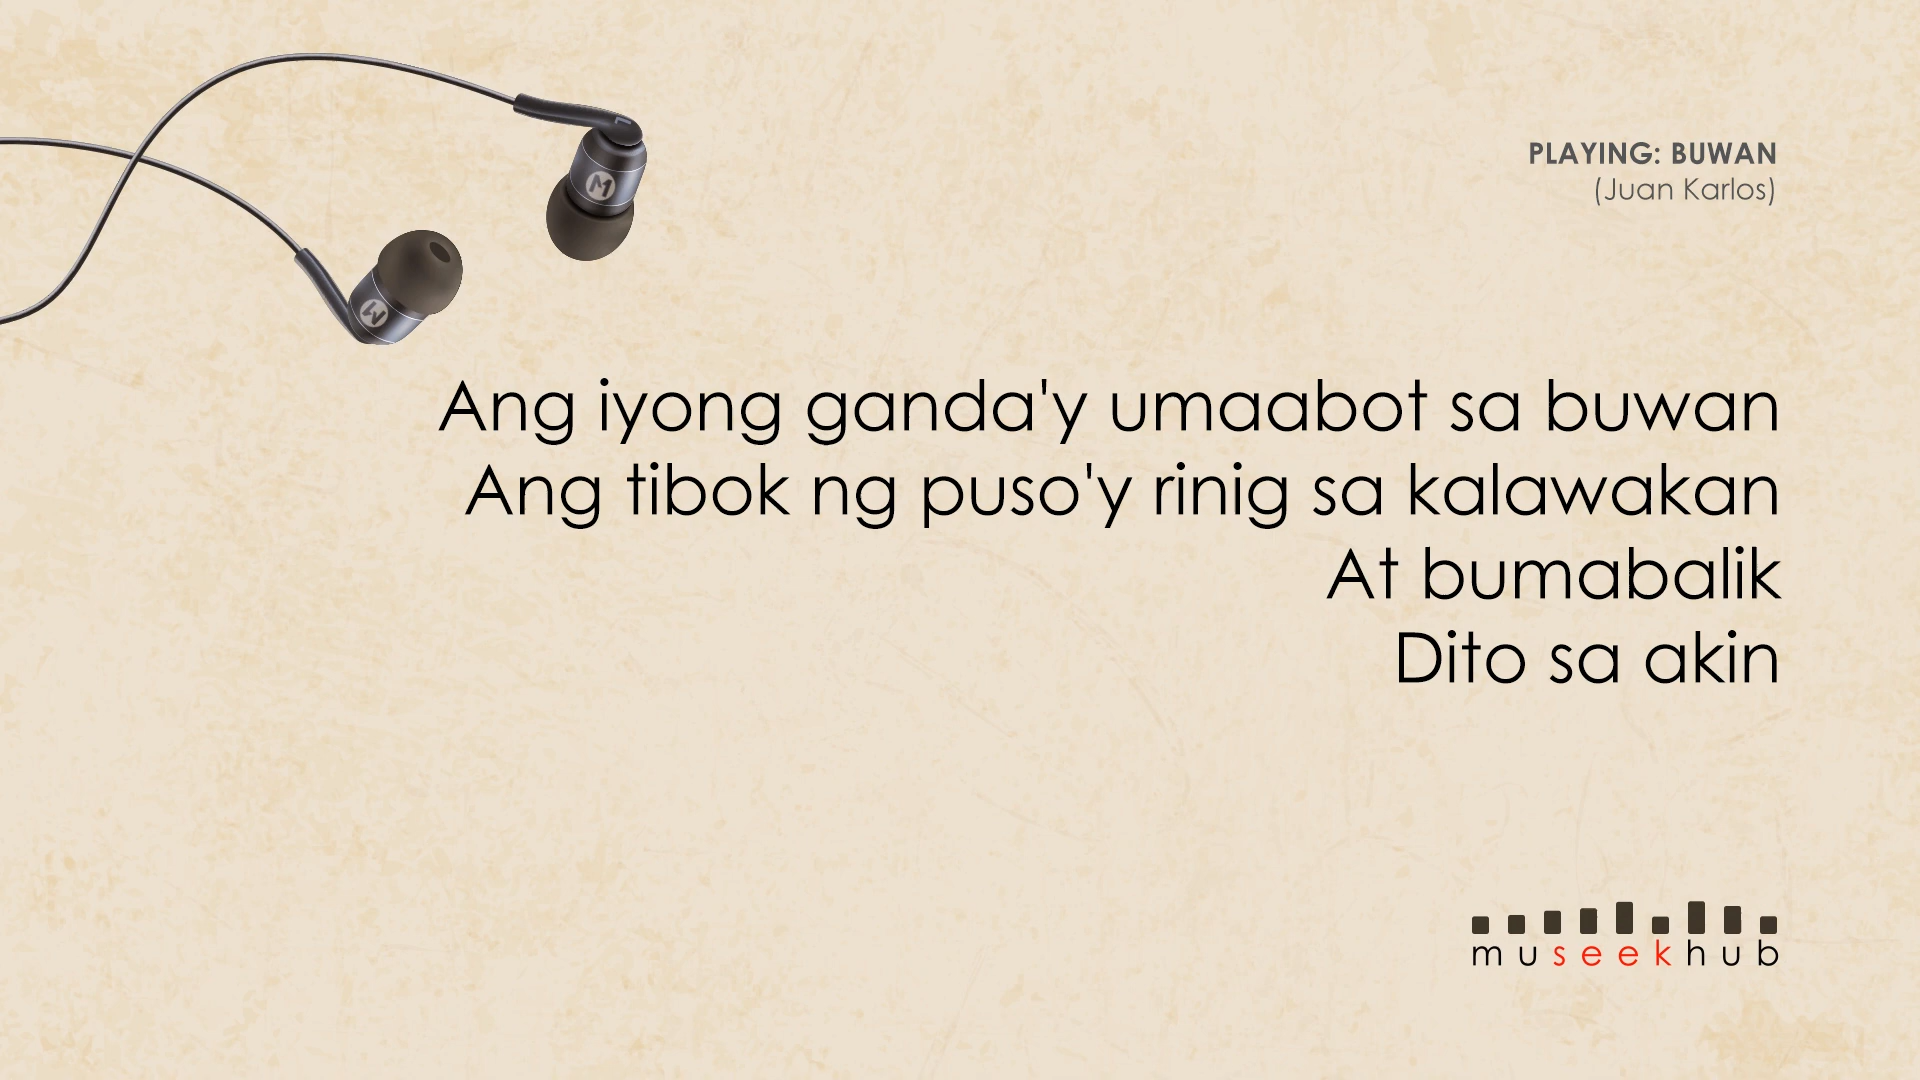 PLAYING: BUWAN
(Juan Karlos)
Ang iyong ganda'y umaabot sa buwan
Ang tibok ng puso'y rinig sa kalawakan
At bumabalik
Dito sa akin
museekhub